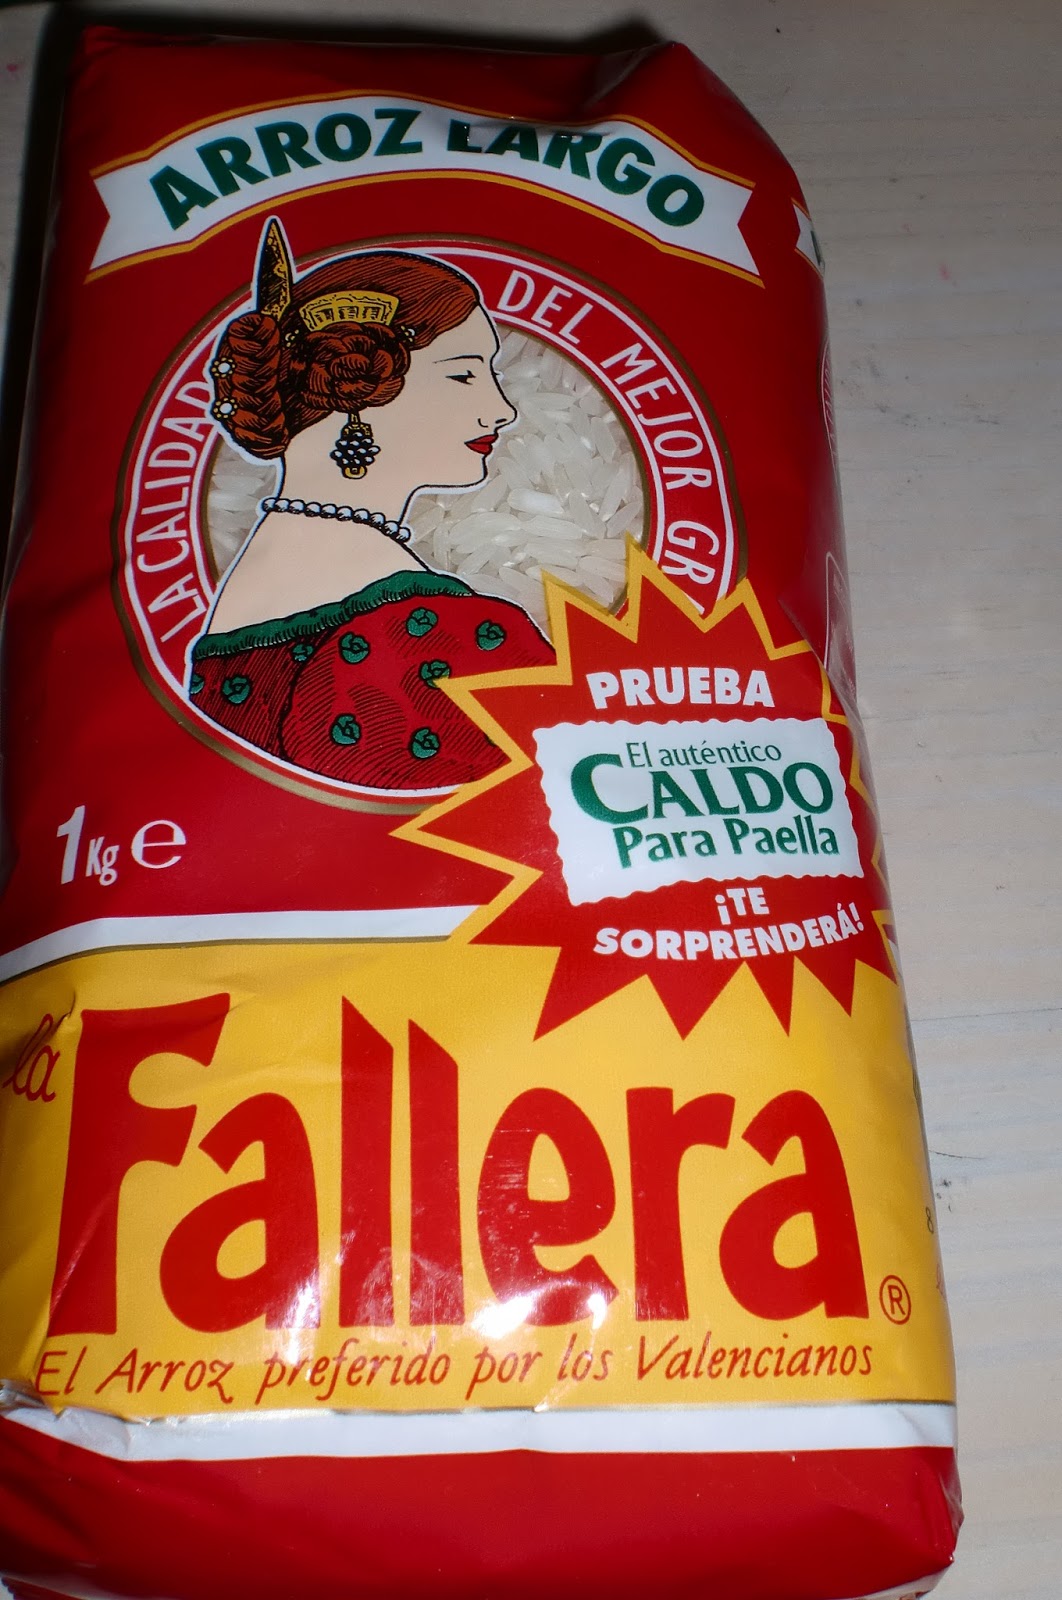 ARROZ LARGO
LA CALIDAD DEL MEJOR
PRUEBA
El auténtico
CALDO
Para Paella
¡TE
SORPRENDERÁ!
1Kg e
la
Fallera ®
El Arroz preferido por los Valencianos
8